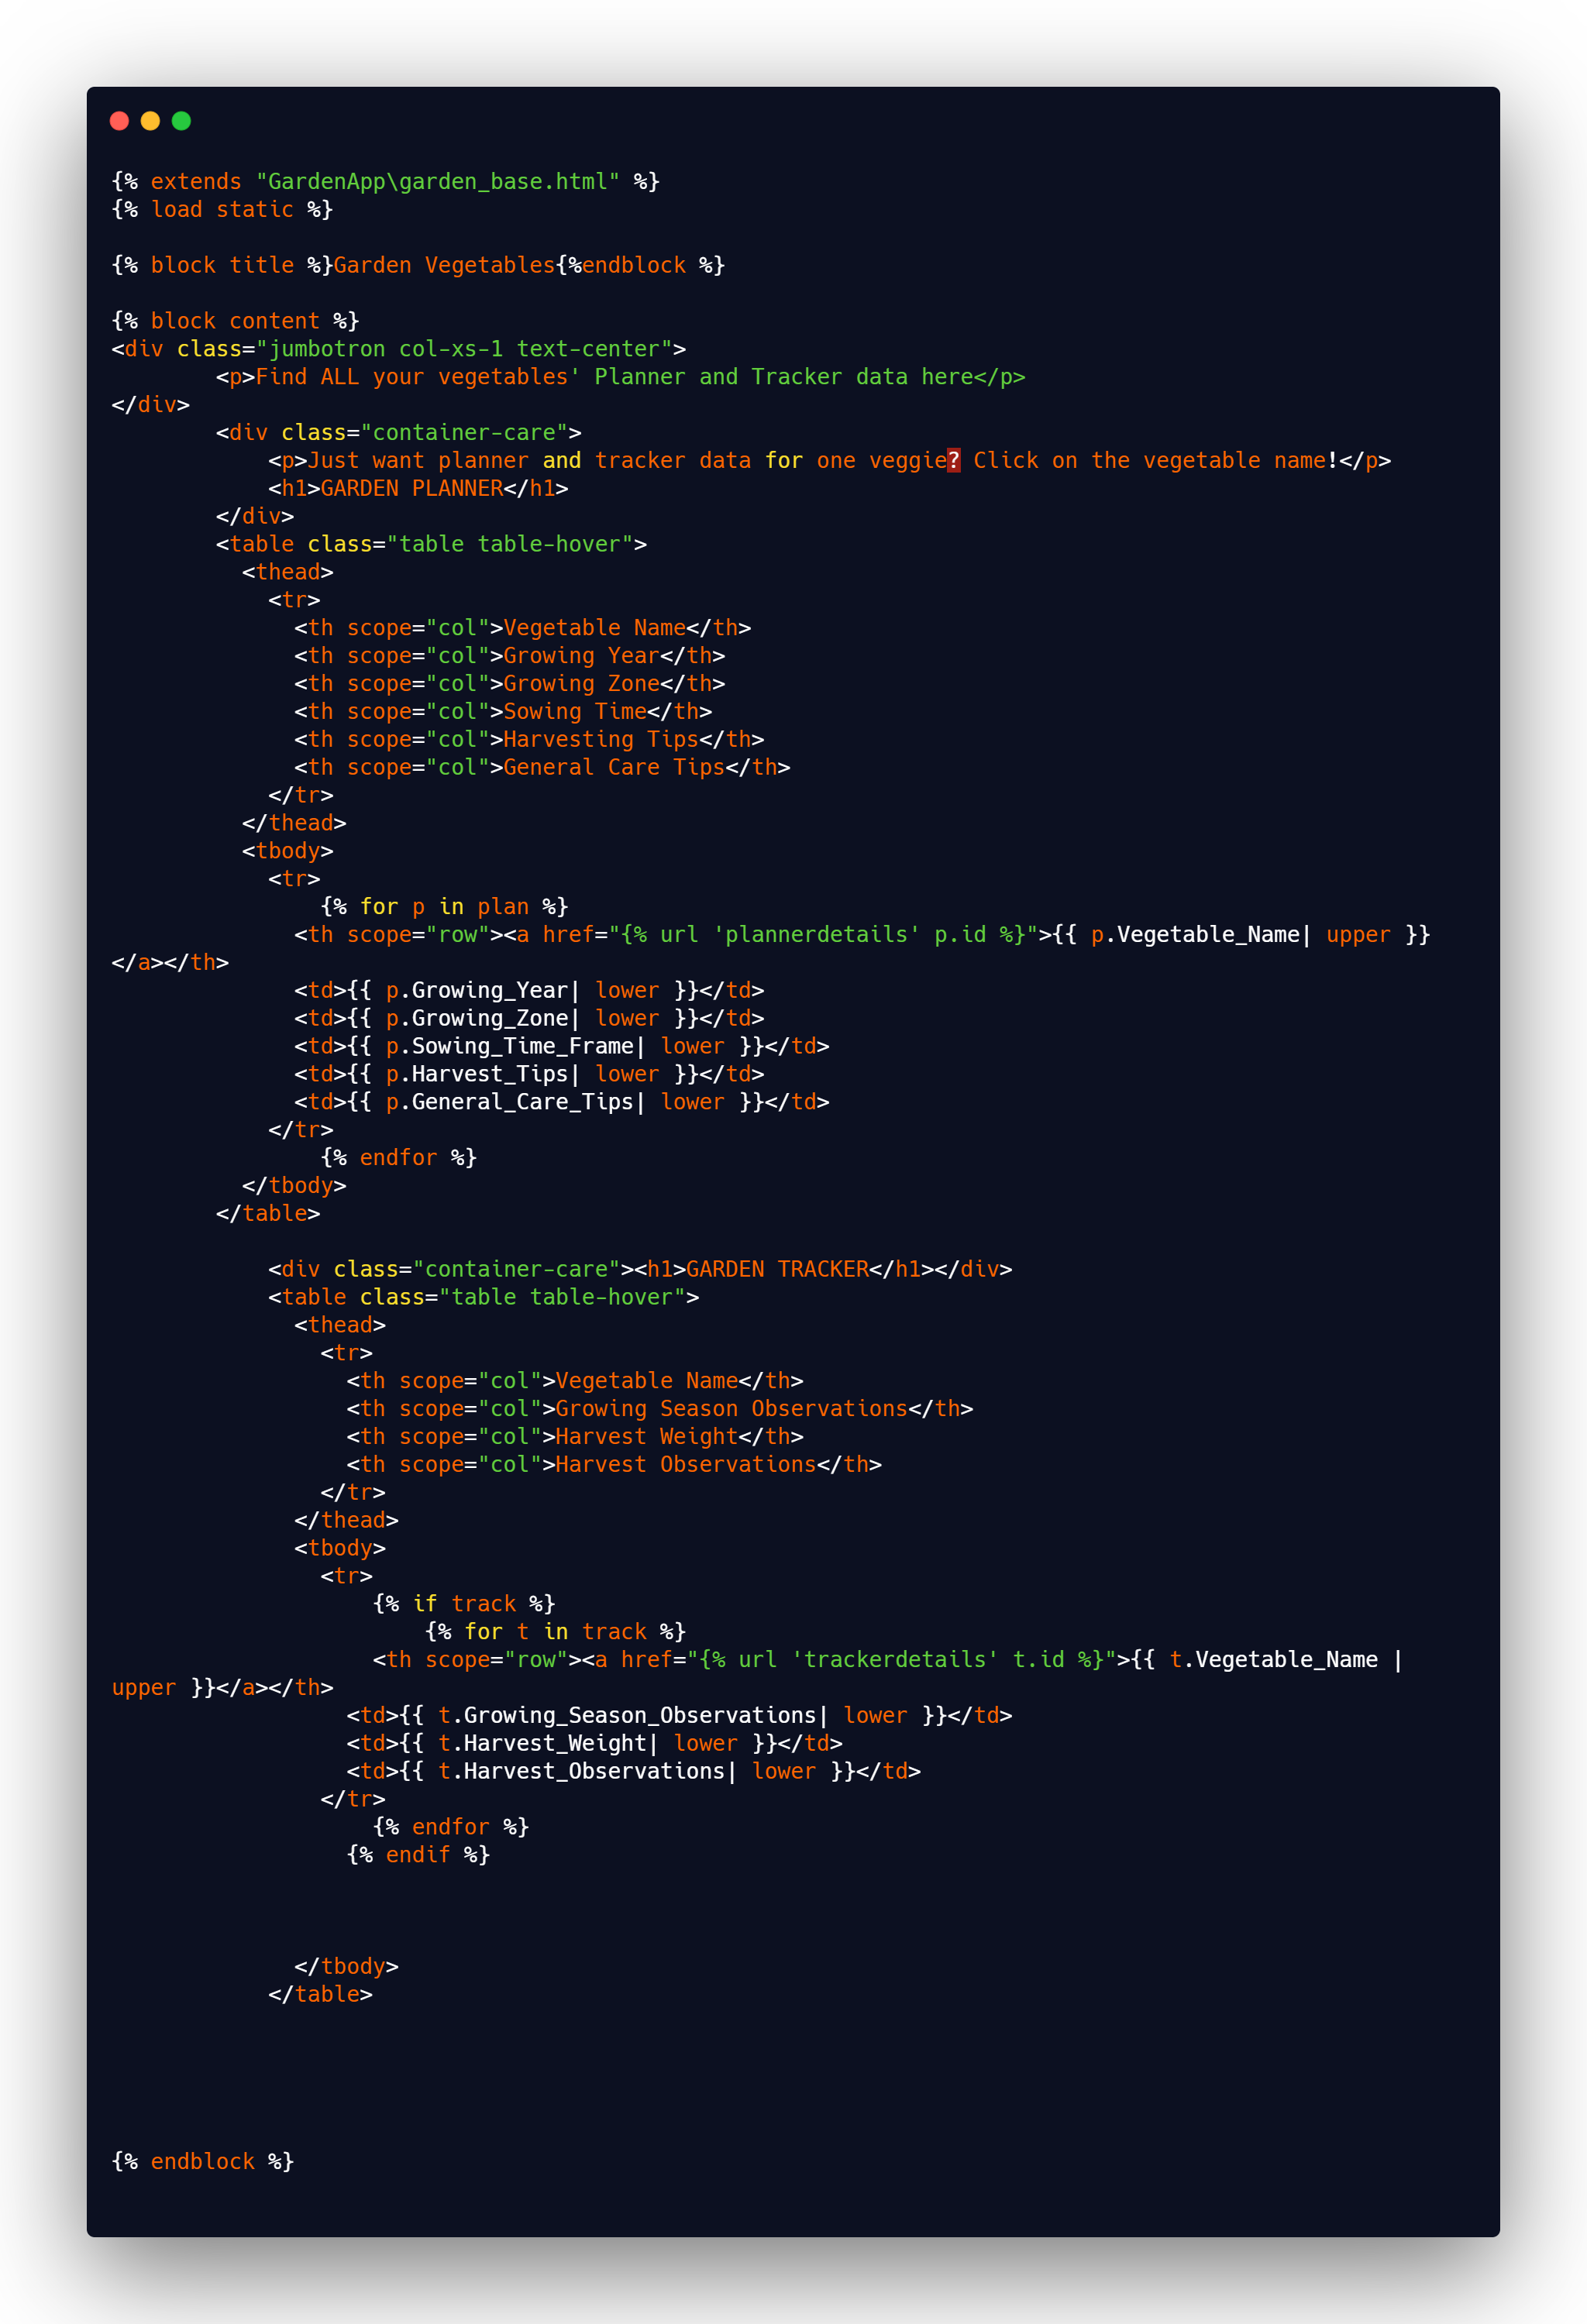 {% extends "GardenApp\garden_base.html" %}
{% load static %}
{% block title %}Garden Vegetables{%endblock %}
{% block content %}
<div class="jumbotron col-xs-1 text-center">
<p>Find ALL your vegetables' Planner and Tracker data here</p>
</div>
<div class="container-care">
<p>Just want planner and tracker data for one veggie? Click on the vegetable name!</p>
<h1>GARDEN PLANNER</h1>
</div>
<table class="table table-hover">
<thead>
<tr>
<th scope="col">Vegetable Name</th>
<th scope="col">Growing Year</th>
<th scope="col">Growing Zone</th>
<th scope="col">Sowing Time</th>
<th scope="col">Harvesting Tips</th>
<th scope="col">General Care Tips</th>
</tr>
</thead>
<tbody>
<tr>
{% for p in plan %}
<th scope="row"><a href="{% url 'plannerdetails' p.id %}">{{ p.Vegetable_Name| upper }}
</a></th>
<td>{{ p.Growing_Year| lower }}</td>
<td>{{ p.Growing_Zone| lower }}</td>
<td>{{ p.Sowing_Time_Frame| lower }}</td>
<td>{{ p.Harvest_Tips| lower }}</td>
<td>{{ p.General_Care_Tips| lower }}</td>
</tr>
{% endfor %}
</tbody>
</table>
<div class="container-care"><h1>GARDEN TRACKER</h1></div>
<table class="table table-hover">
<thead>
<tr>
<th scope="col">Vegetable Name</th>
<th scope="col">Growing Season Observations</th>
<th scope="col">Harvest Weight</th>
<th scope="col">Harvest Observations</th>
</tr>
</thead>
<tbody>
<tr>
{% if track %}
{% for t in track %}
<th scope="row"><a href="{% url 'trackerdetails' t.id %}">{{ t.Vegetable_Name |
upper }}</a></th>
<td>{{ t.Growing_Season_Observations| lower }}</td>
<td>{{ t.Harvest_Weight| lower }}</td>
<td>{{ t.Harvest_Observations| lower }}</td>
</tr>
{% endfor %}
{% endif %}
</tbody>
</table>
{% endblock %}